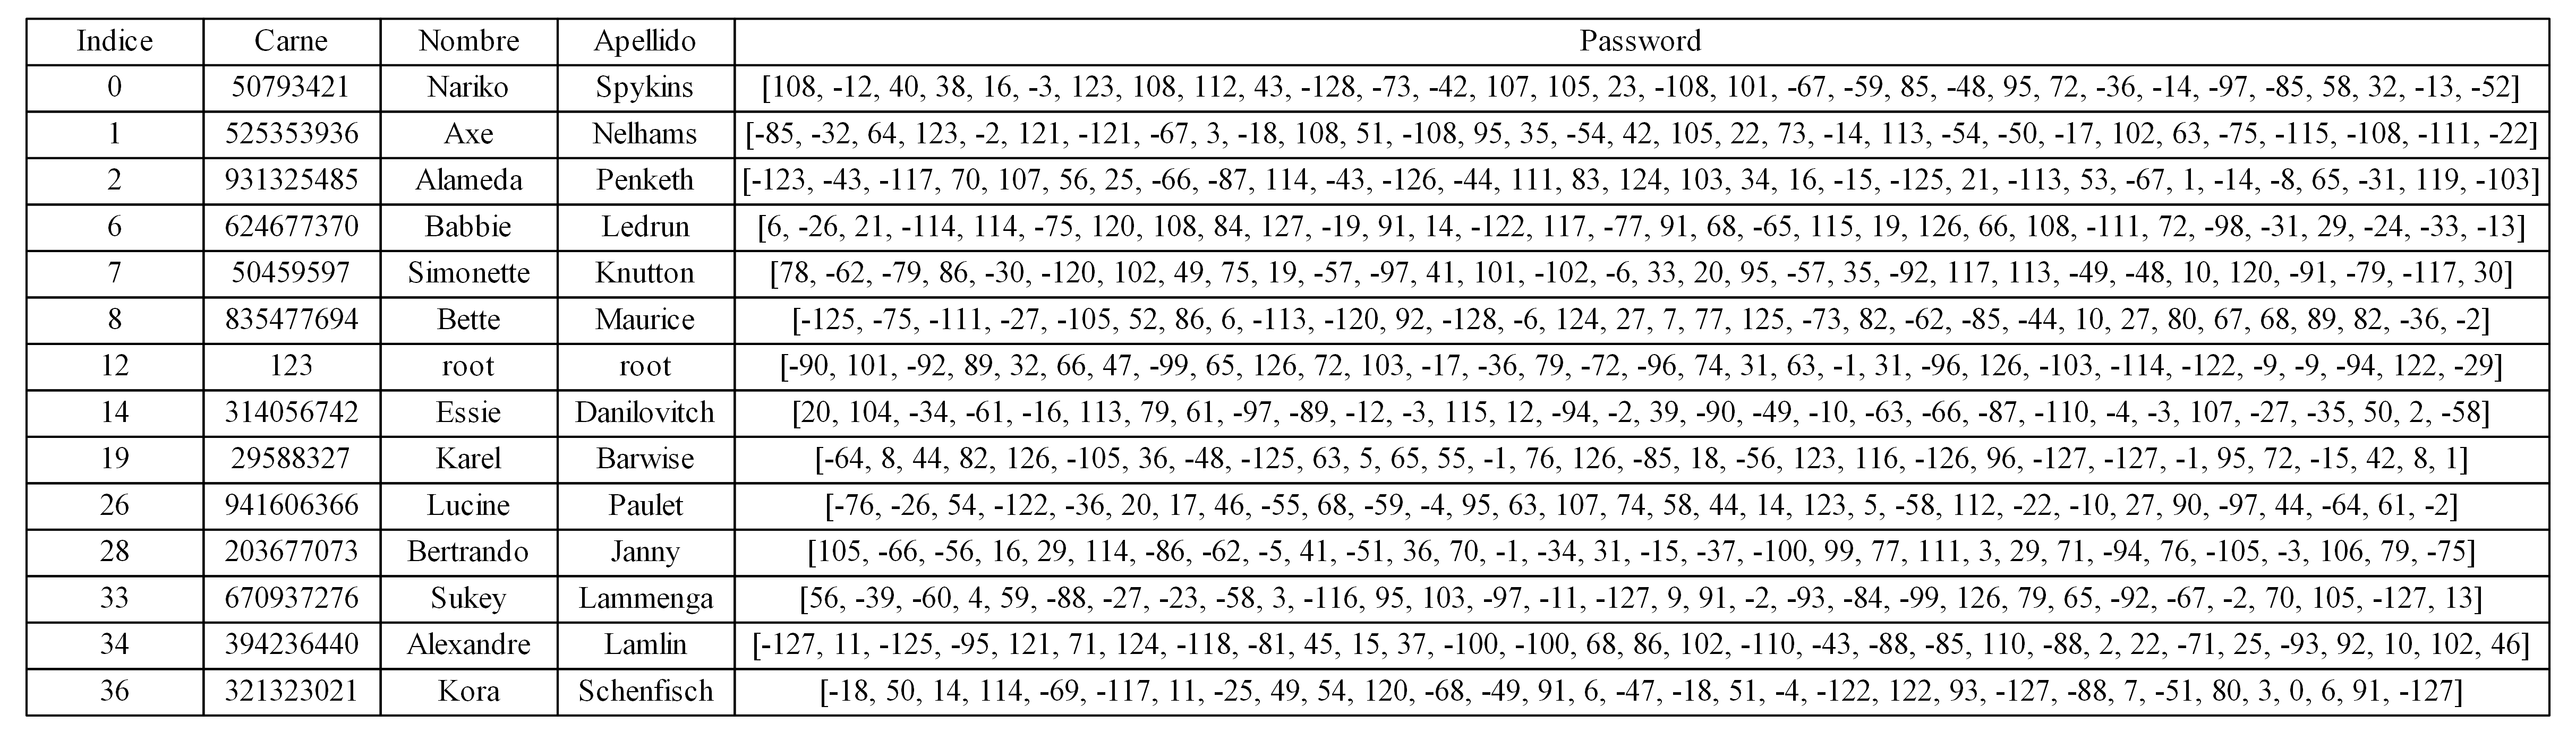 Indice Carne Nombre Apellido Password
0 50793421 Nariko Spykins [108, -12, 40, 38, 16, -3, 123, 108, 112, 43, -128, -73, -42, 107, 105, 23, -108, 101, -67, -59, 85, -48, 95, 72, -36, -14, -97, -85, 58, 32, -13, -52]
1 525353936 Axe Nelhams [-85, -32, 64, 123, -2, 121, -121, -67, 3, -18, 108, 51, -108, 95, 35, -54, 42, 105, 22, 73, -14, 113, -54, -50, -17, 102, 63, -75, -115, -108, -111, -22]
2 931325485 Alameda Penketh [-123, -43, -117, 70, 107, 56, 25, -66, -87, 114, -43, -126, -44, 111, 83, 124, 103, 34, 16, -15, -125, 21, -113, 53, -67, 1, -14, -8, 65, -31, 119, -103]
6 624677370 Babbie Ledrun [6, -26, 21, -114, 114, -75, 120, 108, 84, 127, -19, 91, 14, -122, 117, -77, 91, 68, -65, 115, 19, 126, 66, 108, -111, 72, -98, -31, 29, -24, -33, -13]
7 50459597 Simonette Knutton [78, -62, -79, 86, -30, -120, 102, 49, 75, 19, -57, -97, 41, 101, -102, -6, 33, 20, 95, -57, 35, -92, 117, 113, -49, -48, 10, 120, -91, -79, -117, 30]
8 835477694 Bette Maurice [-125, -75, -111, -27, -105, 52, 86, 6, -113, -120, 92, -128, -6, 124, 27, 7, 77, 125, -73, 82, -62, -85, -44, 10, 27, 80, 67, 68, 89, 82, -36, -2]
12 123 root root [-90, 101, -92, 89, 32, 66, 47, -99, 65, 126, 72, 103, -17, -36, 79, -72, -96, 74, 31, 63, -1, 31, -96, 126, -103, -114, -122, -9, -9, -94, 122, -29]
14 314056742 Essie Danilovitch [20, 104, -34, -61, -16, 113, 79, 61, -97, -89, -12, -3, 115, 12, -94, -2, 39, -90, -49, -10, -63, -66, -87, -110, -4, -3, 107, -27, -35, 50, 2, -58]
19 29588327 Karel Barwise [-64, 8, 44, 82, 126, -105, 36, -48, -125, 63, 5, 65, 55, -1, 76, 126, -85, 18, -56, 123, 116, -126, 96, -127, -127, -1, 95, 72, -15, 42, 8, 1]
26 941606366 Lucine Paulet [-76, -26, 54, -122, -36, 20, 17, 46, -55, 68, -59, -4, 95, 63, 107, 74, 58, 44, 14, 123, 5, -58, 112, -22, -10, 27, 90, -97, 44, -64, 61, -2]
28 203677073 Bertrando Janny [105, -66, -56, 16, 29, 114, -86, -62, -5, 41, -51, 36, 70, -1, -34, 31, -15, -37, -100, 99, 77, 111, 3, 29, 71, -94, 76, -105, -3, 106, 79, -75]
33 670937276 Sukey Lammenga [56, -39, -60, 4, 59, -88, -27, -23, -58, 3, -116, 95, 103, -97, -11, -127, 9, 91, -2, -93, -84, -99, 126, 79, 65, -92, -67, -2, 70, 105, -127, 13]
34 394236440 Alexandre Lamlin [-127, 11, -125, -95, 121, 71, 124, -118, -81, 45, 15, 37, -100, -100, 68, 86, 102, -110, -43, -88, -85, 110, -88, 2, 22, -71, 25, -93, 92, 10, 102, 46]
36 321323021 Kora Schenfisch [-18, 50, 14, 114, -69, -117, 11, -25, 49, 54, 120, -68, -49, 91, 6, -47, -18, 51, -4, -122, 122, 93, -127, -88, 7, -51, 80, 3, 0, 6, 91, -127]